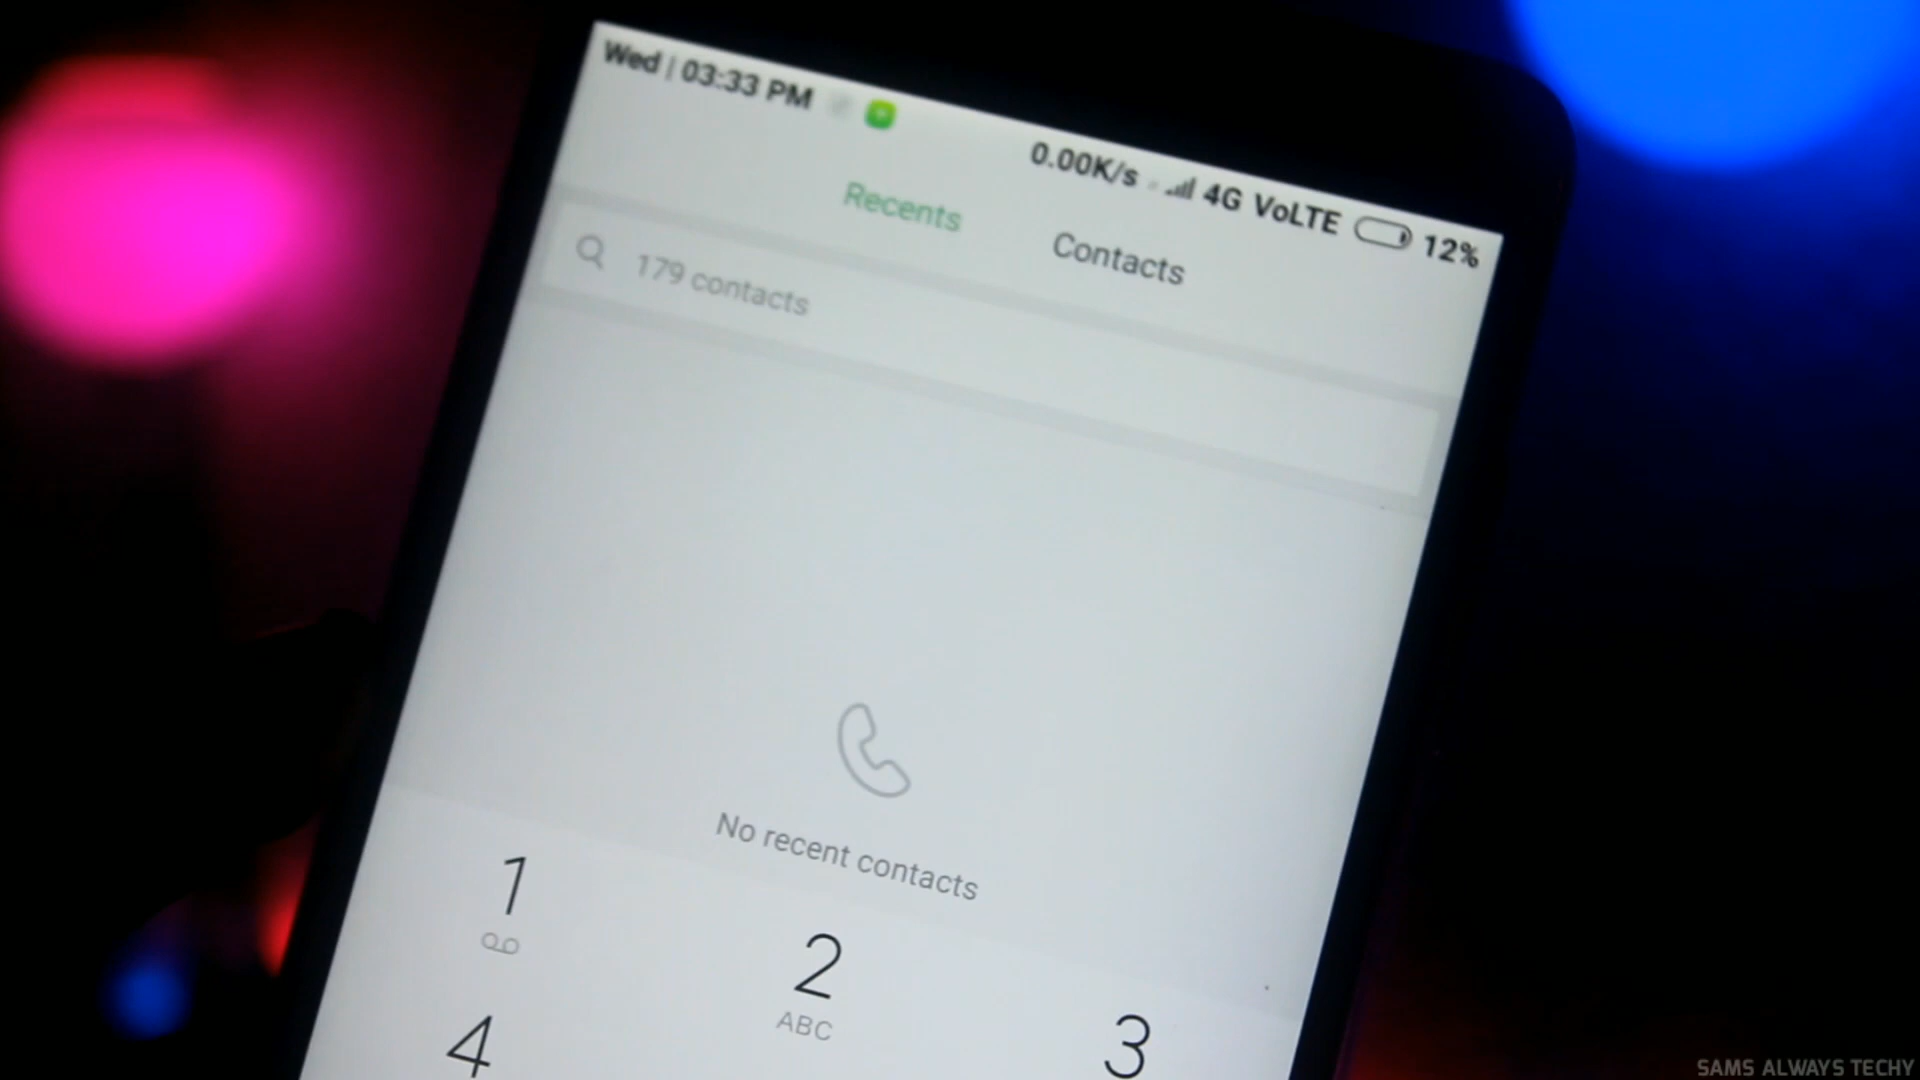 Wed | 03:33 PM
0.00K/s 4G VoLTE 12%
Recents Contacts
179 contacts
No recent contacts
1
2
ABC
3
4
SAMS ALWAYS TECHY